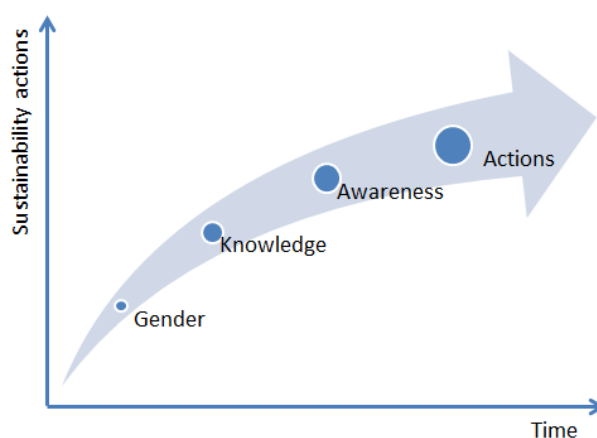 Sustainability actions
Actions
Awareness
Knowledge
Gender
Time